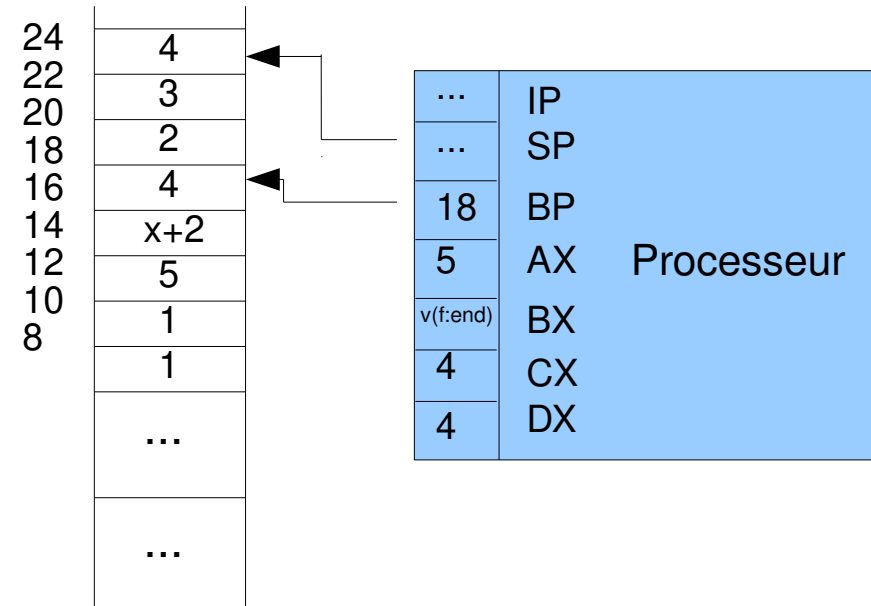 24
22
20
18
16
14
12
10
8
4
3
2
4
x+2
5
1
1
...
...
... IP
... SP
18 BP
5 AX Processeur
v(f:end) BX
4 CX
4 DX